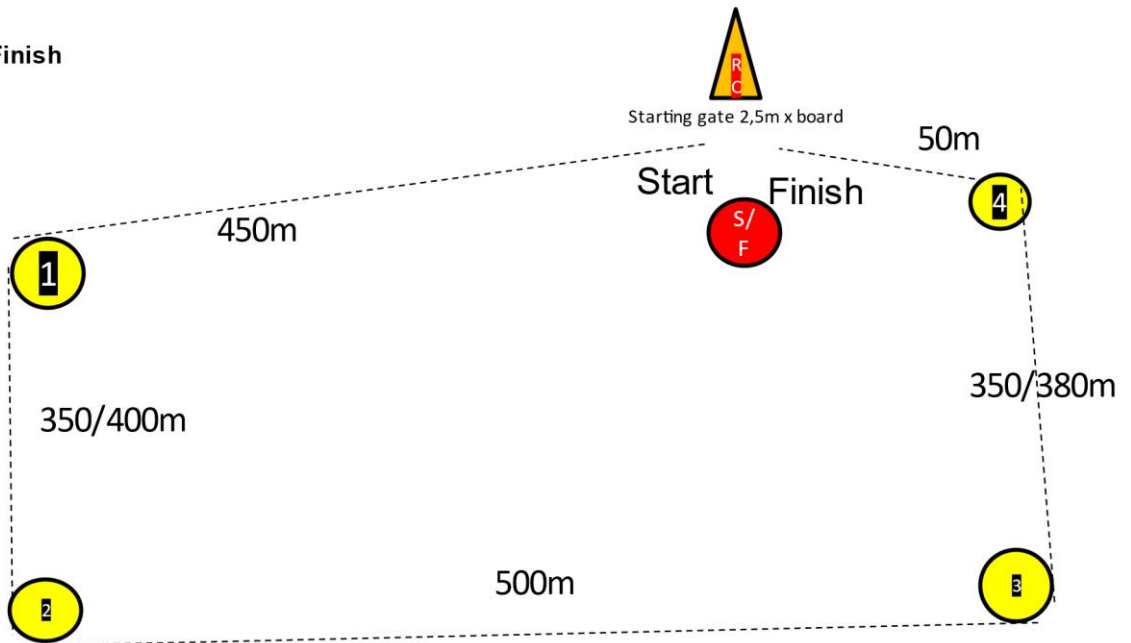 Finish
R
C
Starting gate 2,5m x board
50m
Start
Finish
4
S/
F
450m
1
350/380m
350/400m
500m
3
2